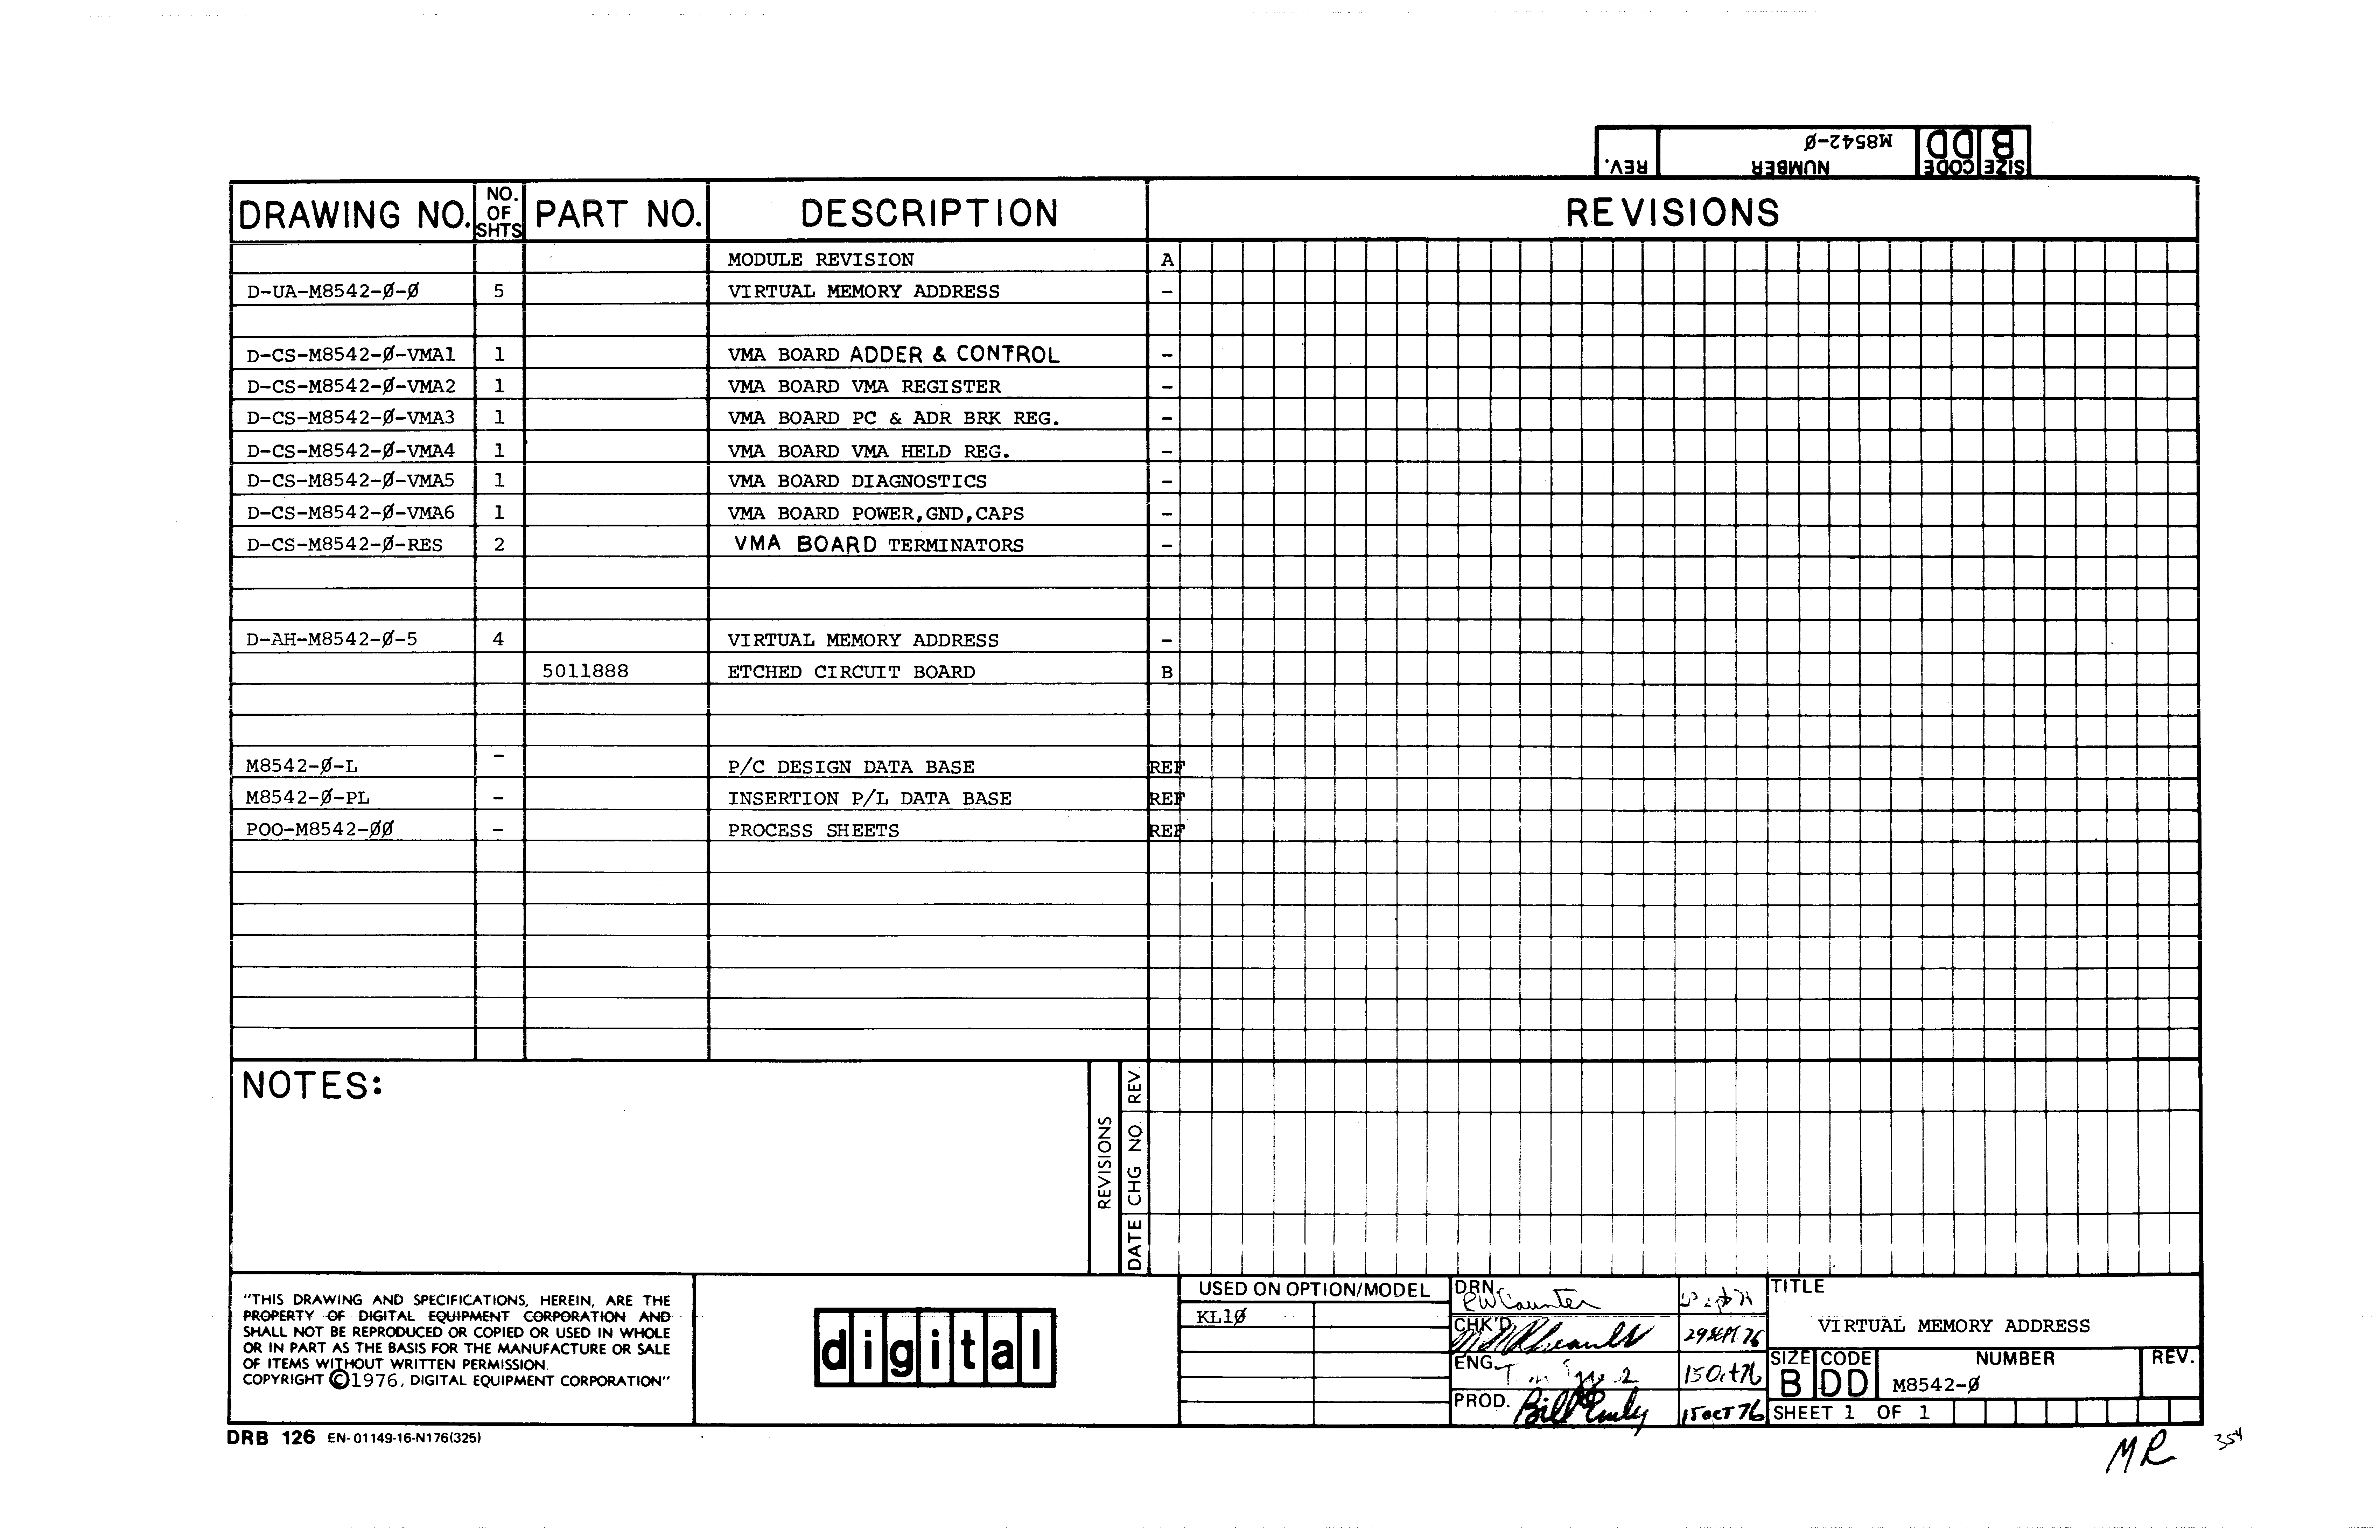 SIZE CODE NUMBER REV.
B DD M8542-Ø
DRAWING NO. NO. OF SHTS PART NO. DESCRIPTION REVISIONS
MODULE REVISION A
D-UA-M8542-Ø-Ø 5 VIRTUAL MEMORY ADDRESS -
D-CS-M8542-Ø-VMA1 1 VMA BOARD ADDER & CONTROL -
D-CS-M8542-Ø-VMA2 1 VMA BOARD VMA REGISTER -
D-CS-M8542-Ø-VMA3 1 VMA BOARD PC & ADR BRK REG. -
D-CS-M8542-Ø-VMA4 1 VMA BOARD VMA HELD REG. -
D-CS-M8542-Ø-VMA5 1 VMA BOARD DIAGNOSTICS -
D-CS-M8542-Ø-VMA6 1 VMA BOARD POWER,GND,CAPS -
D-CS-M8542-Ø-RES 2 VMA BOARD TERMINATORS -
D-AH-M8542-Ø-5 4 VIRTUAL MEMORY ADDRESS -
5011888 ETCHED CIRCUIT BOARD B
M8542-Ø-L - P/C DESIGN DATA BASE REF
M8542-Ø-PL - INSERTION P/L DATA BASE REF
POO-M8542-ØØ - PROCESS SHEETS REF
NOTES:
REVISIONS
DATE CHG NO. REV.
"THIS DRAWING AND SPECIFICATIONS, HEREIN, ARE THE
PROPERTY OF DIGITAL EQUIPMENT CORPORATION AND
SHALL NOT BE REPRODUCED OR COPIED OR USED IN WHOLE
OR IN PART AS THE BASIS FOR THE MANUFACTURE OR SALE
OF ITEMS WITHOUT WRITTEN PERMISSION.
COPYRIGHT ©1976, DIGITAL EQUIPMENT CORPORATION"
digital
USED ON OPTION/MODEL
KL1Ø
DRN.
CHK'D 29 SEPT. 76
ENG. 15 Oct 76
PROD. 15 OCT 76
TITLE
VIRTUAL MEMORY ADDRESS
SIZE CODE NUMBER REV.
B DD M8542-Ø
SHEET 1 OF 1
DRB 126 EN-01149-16-N176(325)
MR 354